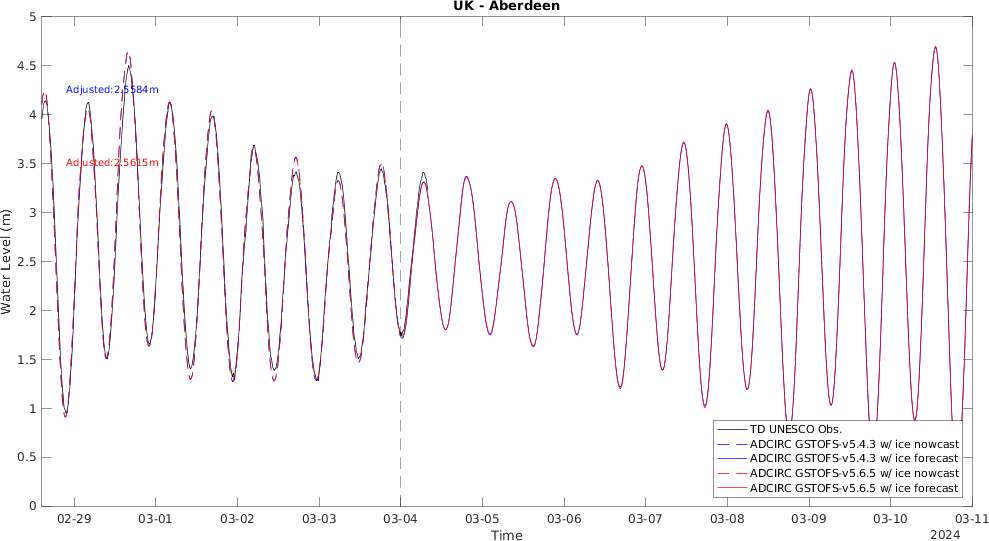 UK - Aberdeen
5
4.5
4
3.5
3
2.5
2
1.5
1
0.5
0
Water Level (m)
Adjusted:2.5584m
Adjusted:2.5615m
TD UNESCO Obs.
ADCIRC GSTOFS-v5.4.3 w/ ice nowcast
ADCIRC GSTOFS-v5.4.3 w/ ice forecast
ADCIRC GSTOFS-v5.6.5 w/ ice nowcast
ADCIRC GSTOFS-v5.6.5 w/ ice forecast
02-29 03-01 03-02 03-03 03-04 03-05 03-06 03-07 03-08 03-09 03-10 03-11
Time
2024